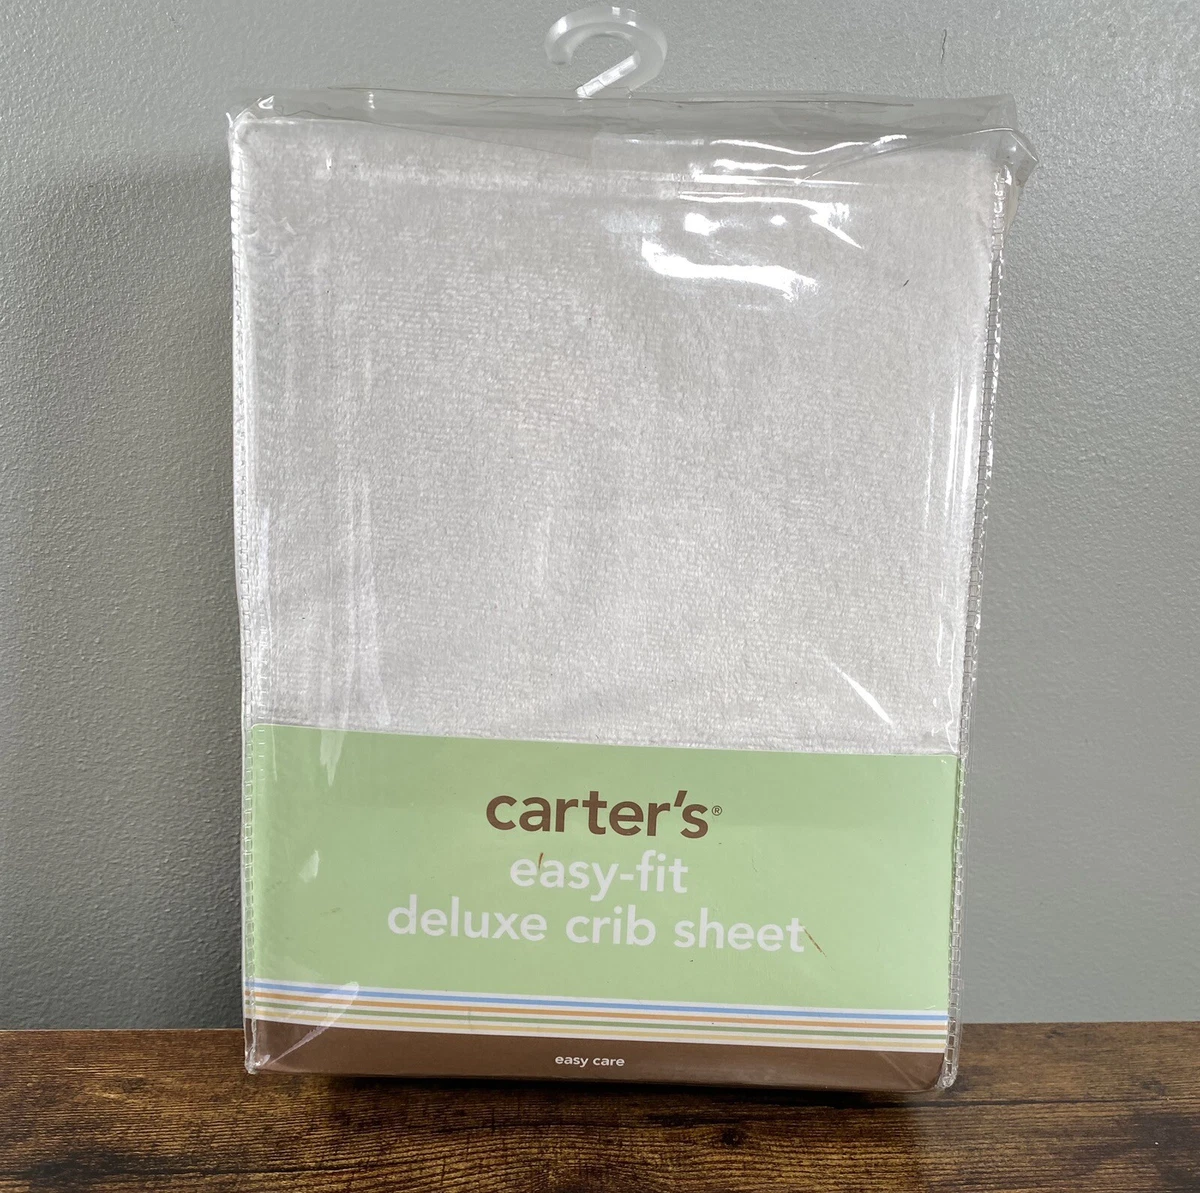 carter's®
easy-fit
deluxe crib sheet
easy care